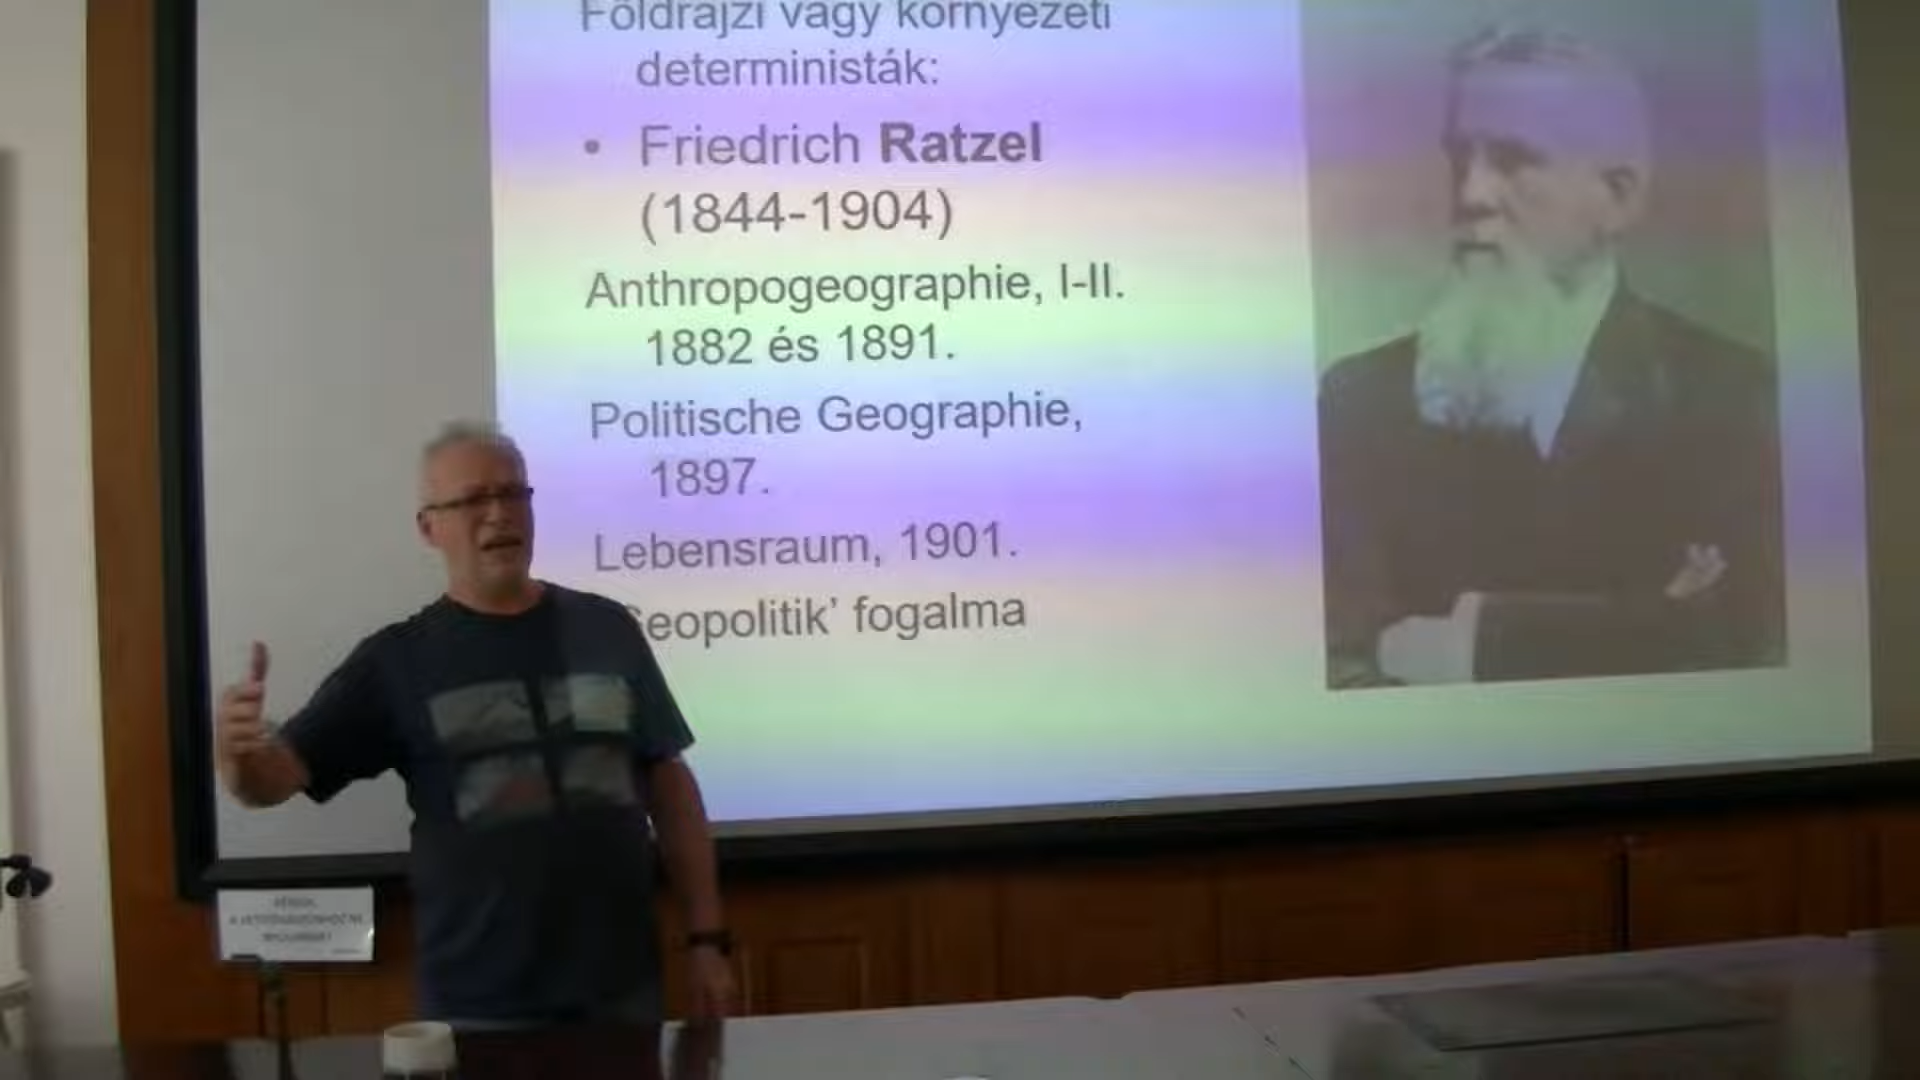 Földrajzi vagy környezeti
deterministák:
• Friedrich Ratzel
(1844-1904)
Anthropogeographie, I-II.
1882 és 1891.
Politische Geographie,
1897.
Lebensraum, 1901.
eopolitik’ fogalma